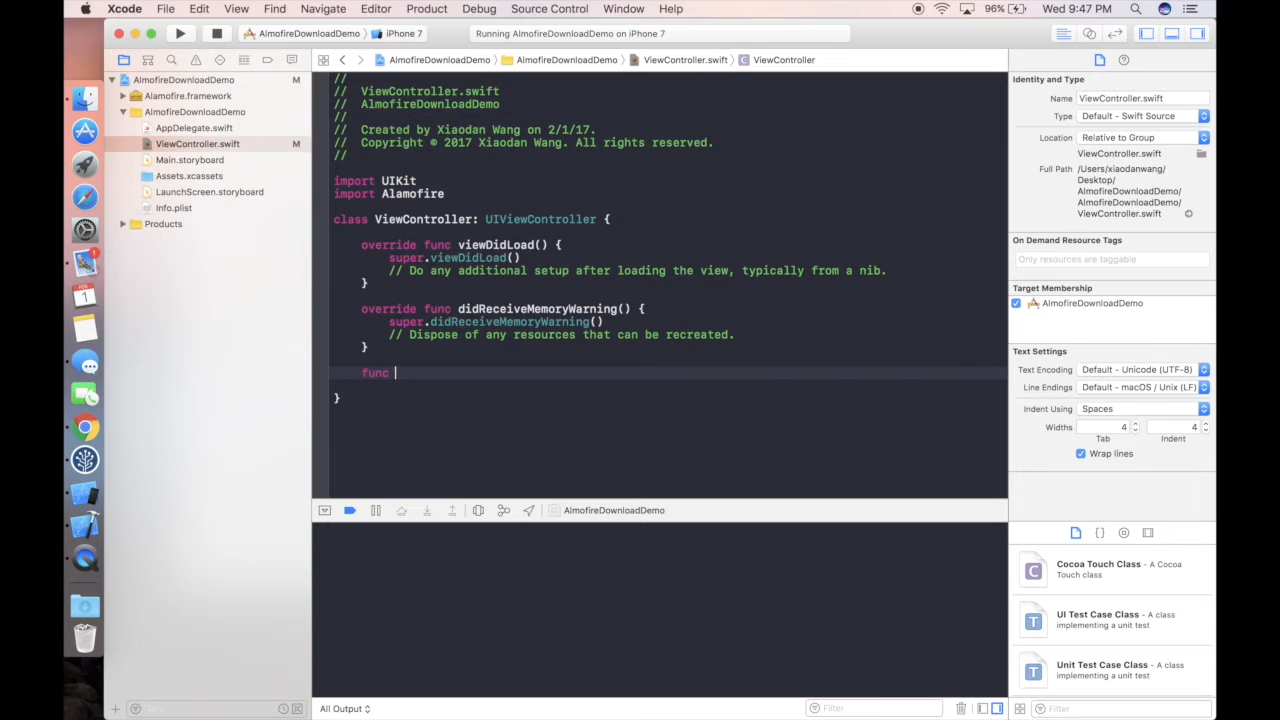 Xcode File Edit View Find Navigate Editor Product Debug Source Control Window Help 96% Wed 9:47 PM
AlmofireDownloadDemo iPhone 7 Running AlmofireDownloadDemo on iPhone 7
AlmofireDownloadDemo AlmofireDownloadDemo ViewController.swift C ViewController
AlmofireDownloadDemo M
Alamofire.framework
AlmofireDownloadDemo
AppDelegate.swift
ViewController.swift M
Main.storyboard
Assets.xcassets
LaunchScreen.storyboard
Info.plist
Products
//
// ViewController.swift
// AlmofireDownloadDemo
//
// Created by Xiaodan Wang on 2/1/17.
// Copyright © 2017 Xiaodan Wang. All rights reserved.
//
import UIKit
import Alamofire
class ViewController: UIViewController {
override func viewDidLoad() {
super.viewDidLoad()
// Do any additional setup after loading the view, typically from a nib.
}
override func didReceiveMemoryWarning() {
super.didReceiveMemoryWarning()
// Dispose of any resources that can be recreated.
}
func
}
AlmofireDownloadDemo
All Output
Filter
Identity and Type
Name ViewController.swift
Type Default - Swift Source
Location Relative to Group
ViewController.swift
Full Path /Users/xiaodanwang/
Desktop/
AlmofireDownloadDemo/
AlmofireDownloadDemo/
ViewController.swift
On Demand Resource Tags
Only resources are taggable
Target Membership
AlmofireDownloadDemo
Text Settings
Text Encoding Default - Unicode (UTF-8)
Line Endings Default - macOS / Unix (LF)
Indent Using Spaces
Widths 4 4
Tab Indent
Wrap lines
C Cocoa Touch Class - A Cocoa
Touch class
T UI Test Case Class - A class
implementing a unit test
T Unit Test Case Class - A class
implementing a unit test
Filter
1
FEB
1